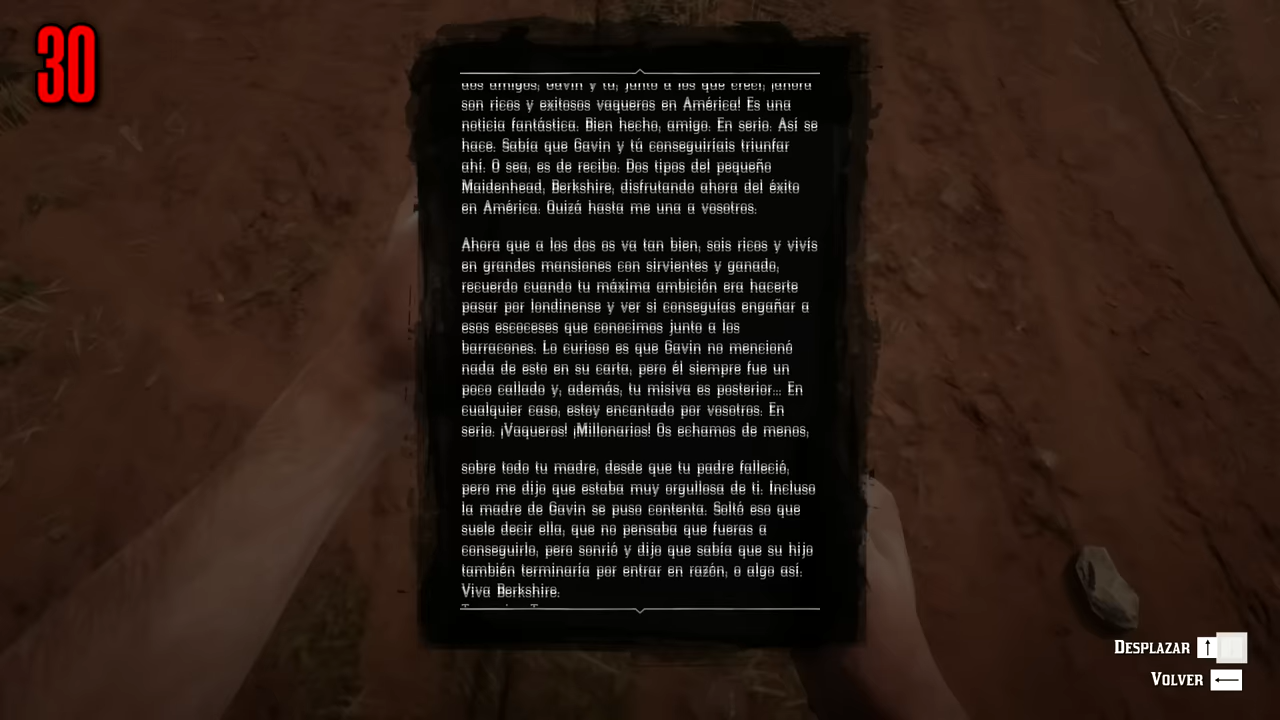 30
dos amigos, Gavin y tú, junto a los que crecí, ¡ahora
son ricos y exitosos vaqueros en América! Es una
noticia fantástica. Bien hecho, amigo. En serio. Así se
hace. Sabía que Gavin y tú conseguiríais triunfar
ahí. O sea, es de recibo. Dos tipos del pequeño
Maidenhead, Berkshire, disfrutando ahora del éxito
en América. Quizá hasta me una a vosotros.
Ahora que a los dos os va tan bien, sois ricos y vivís
en grandes mansiones con sirvientes y ganado,
recuerdo cuando tu máxima ambición era hacerte
pasar por londinense y ver si conseguías engañar a
esos escoceses que conocimos junto a los
barracones. Lo curioso es que Gavin no mencionó
nada de esto en su carta, pero él siempre fue un
poco callado y, además, tu misiva es posterior... En
cualquier caso, estoy encantado por vosotros. En
serio. ¡Vaqueros! ¡Millonarios! Os echamos de menos,
sobre todo tu madre, desde que tu padre falleció,
pero me dijo que estaba muy orgullosa de ti. Incluso
la madre de Gavin se puso contenta. Soltó eso que
suele decir ella, que no pensaba que fueras a
conseguirlo, pero sonrió y dijo que sabía que su hijo
también terminaría por entrar en razón, o algo así.
Viva Berkshire.
DESPLAZAR
VOLVER